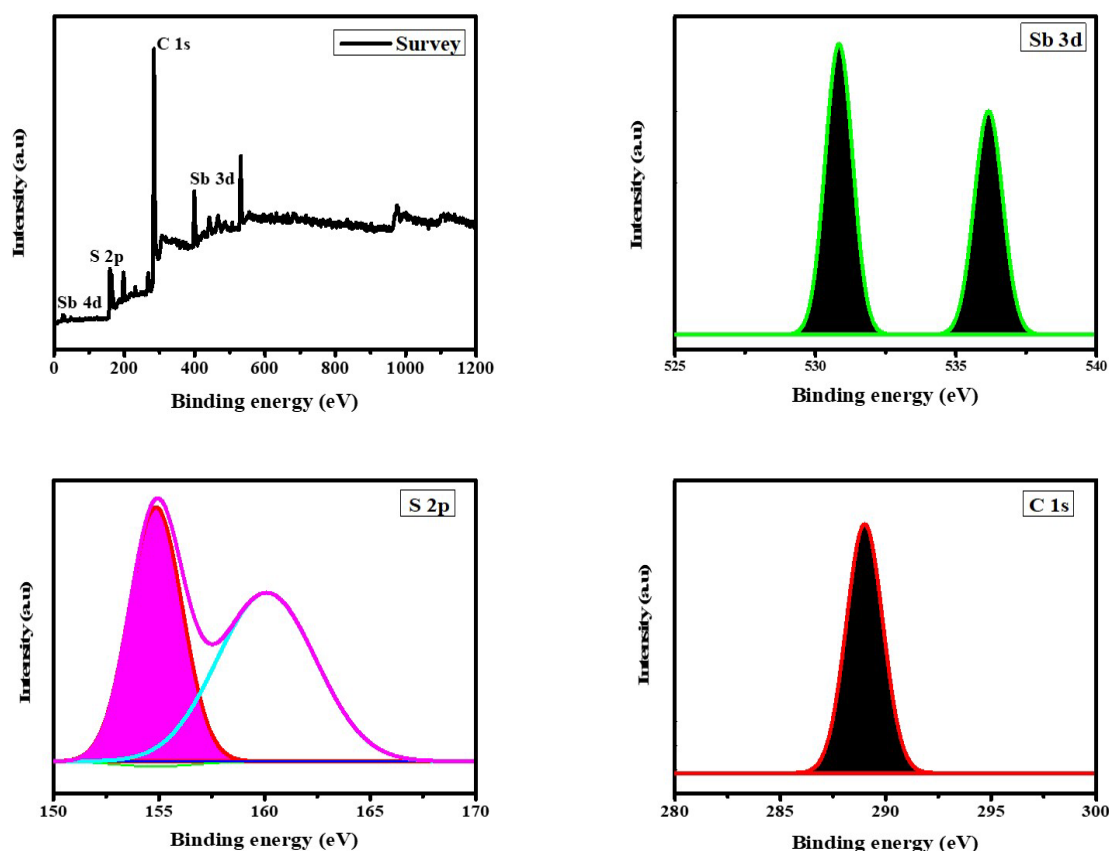 C 1s
Survey
Sb 3d
S 2p
Sb 4d
Intensity (a.u)
0 200 400 600 800 1000 1200
Binding energy (eV)
Sb 3d
Intensity (a.u)
525 530 535 540
Binding energy (eV)
S 2p
Intensity (a.u)
150 155 160 165 170
Binding energy (eV)
C 1s
Intensity (a.u)
280 285 290 295 300
Binding energy (eV)